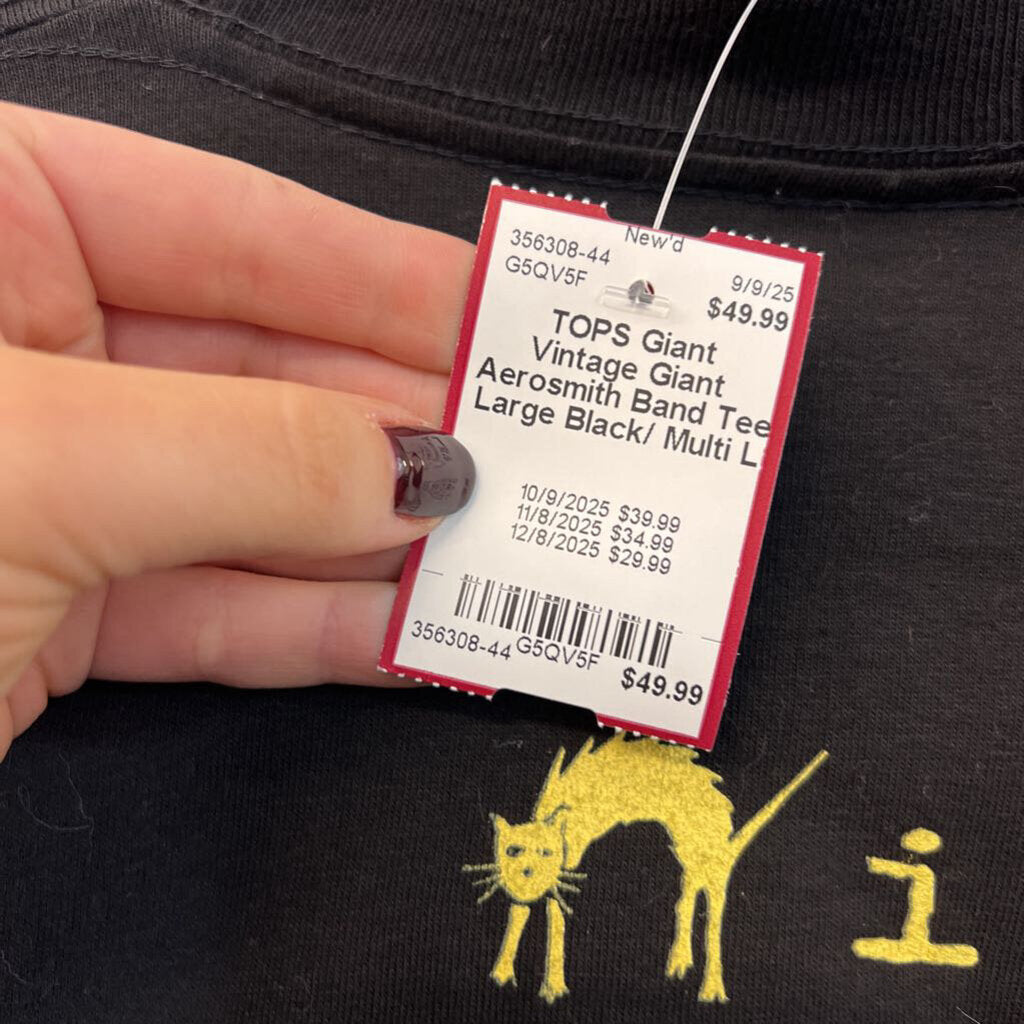 New'd
356308-44
G5QV5F
9/9/25
$49.99
TOPS Giant
Vintage Giant
Aerosmith Band Tee
Large Black/ Multi L
10/9/2025 $39.99
11/8/2025 $34.99
12/8/2025 $29.99
356308-44 G5QV5F $49.99
i